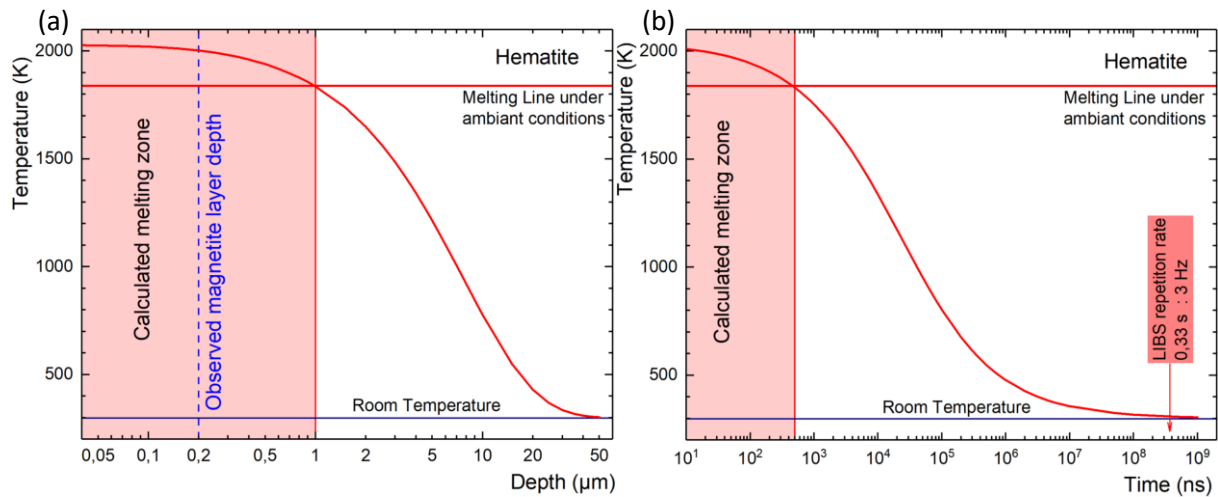 (a)
Temperature (K)
2000
1500
1000
500
Calculated melting zone
Observed magnetite layer depth
Hematite
Melting Line under
ambiant conditions
Room Temperature
0,05 0,1 0,2 0,5 1 2 5 10 20 50
Depth (µm)
(b)
Temperature (K)
2000
1500
1000
500
Calculated melting zone
Hematite
Melting Line under
ambiant conditions
LIBS repetiton rate
0,33 s : 3 Hz
Room Temperature
10¹ 10² 10³ 10⁴ 10⁵ 10⁶ 10⁷ 10⁸ 10⁹
Time (ns)